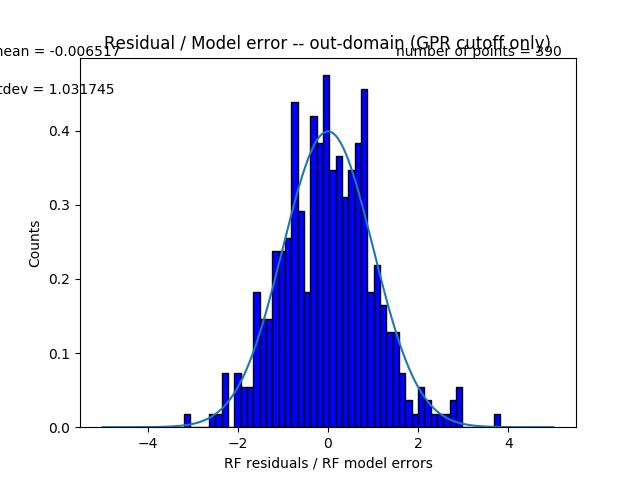 Residual / Model error -- out-domain (GPR cutoff only)
mean = -0.006517
number of points = 390
stdev = 1.031745
0.4
0.3
0.2
0.1
0.0
Counts
−4
−2
0
2
4
RF residuals / RF model errors